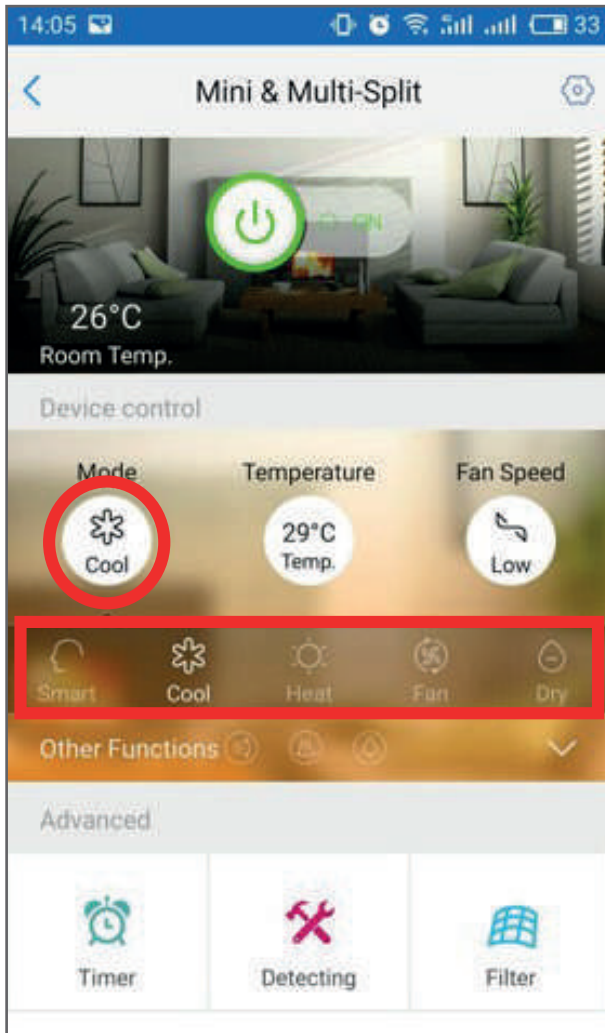 14:05 33
Mini & Multi-Split
ON
26°C
Room Temp.
Device control
Mode Temperature Fan Speed
Cool 29°C Temp. Low
Smart Cool Heat Fan Dry
Other Functions
Advanced
Timer Detecting Filter